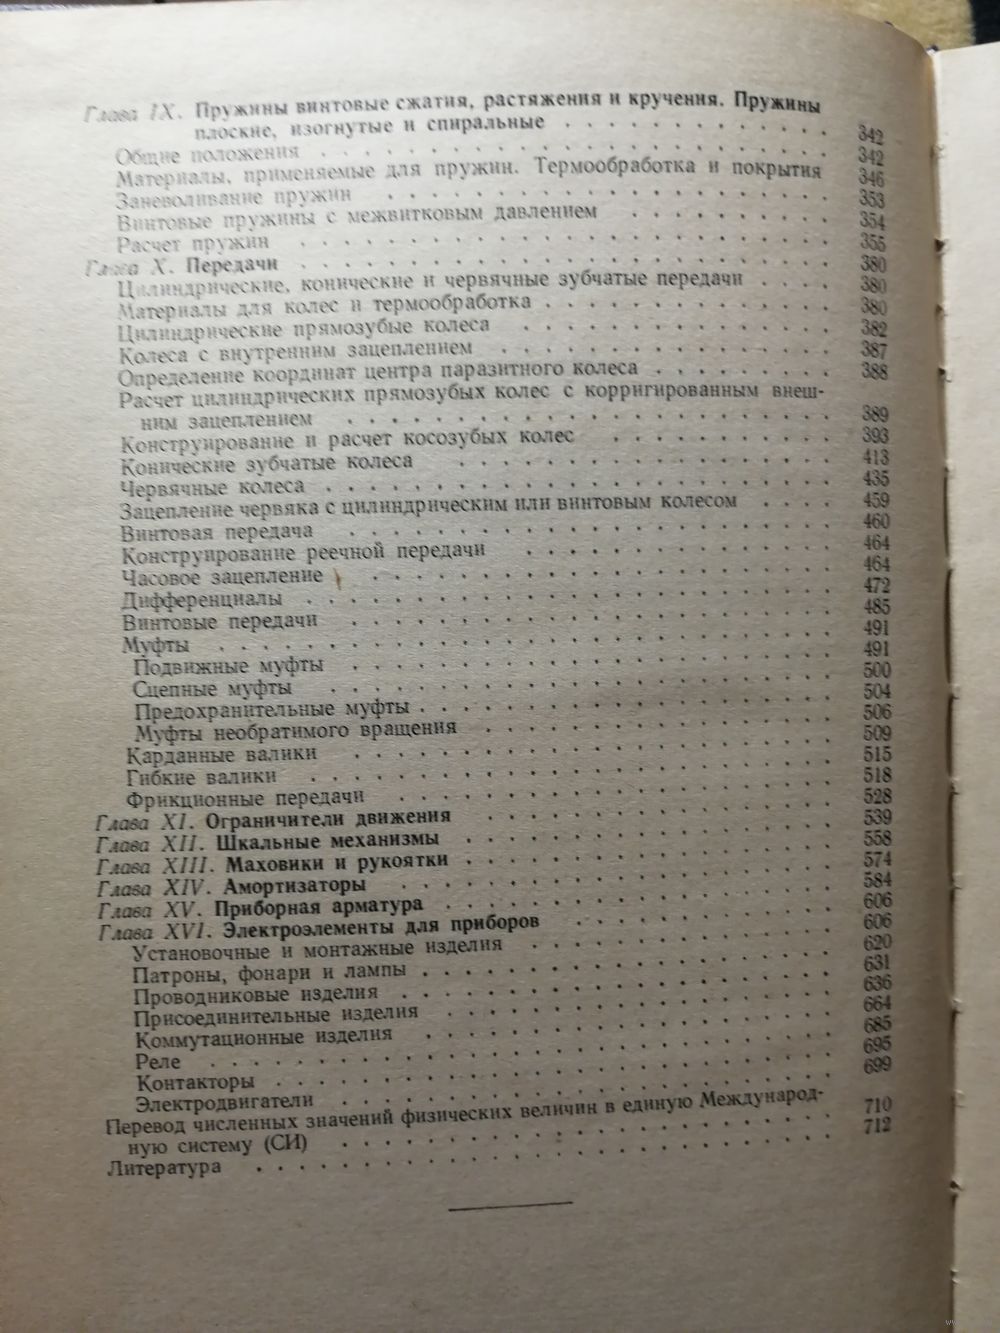 Глава IX. Пружины винтовые сжатия, растяжения и кручения. Пружины
плоские, изогнутые и спиральные . . . . . . . . . . . . 342
Общие положения . . . . . . . . . . . . . . . . . . . 342
Материалы, применяемые для пружин. Термообработка и покрытия 346
Заневоливание пружин . . . . . . . . . . . . . . . . . 353
Винтовые пружины с межвитковым давлением . . . . . . . . 354
Расчет пружин . . . . . . . . . . . . . . . . . . . . 355
Глава X. Передачи . . . . . . . . . . . . . . . . . . . 380
Цилиндрические, конические и червячные зубчатые передачи . . . . 380
Материалы для колес и термообработка . . . . . . . . . . . 380
Цилиндрические прямозубые колеса . . . . . . . . . . . . 382
Колеса с внутренним зацеплением . . . . . . . . . . . . . 387
Определение координат центра паразитного колеса . . . . . . . 388
Расчет цилиндрических прямозубых колес с корригированным внеш-
ним зацеплением . . . . . . . . . . . . . . . . . . 389
Конструирование и расчет косозубых колес . . . . . . . . . 393
Конические зубчатые колеса . . . . . . . . . . . . . . . 413
Червячные колеса . . . . . . . . . . . . . . . . . . . 435
Зацепление червяка с цилиндрическим или винтовым колесом . . . . 459
Винтовая передача . . . . . . . . . . . . . . . . . . 460
Конструирование реечной передачи . . . . . . . . . . . . 464
Часовое зацепление . . . . . . . . . . . . . . . . . . 464
Дифференциалы . . . . . . . . . . . . . . . . . . . . 472
Винтовые передачи . . . . . . . . . . . . . . . . . . 485
Муфты . . . . . . . . . . . . . . . . . . . . . . . 491
Подвижные муфты . . . . . . . . . . . . . . . . . . 491
Сцепные муфты . . . . . . . . . . . . . . . . . . . 500
Предохранительные муфты . . . . . . . . . . . . . . . . 504
Муфты необратимого вращения . . . . . . . . . . . . . . 506
Карданные валики . . . . . . . . . . . . . . . . . . . 509
Гибкие валики . . . . . . . . . . . . . . . . . . . . 515
Фрикционные передачи . . . . . . . . . . . . . . . . . 518
Глава XI. Ограничители движения . . . . . . . . . . . . . 528
Глава XII. Шкальные механизмы . . . . . . . . . . . . . . 539
Глава XIII. Маховики и рукоятки . . . . . . . . . . . . . . 558
Глава XIV. Амортизаторы . . . . . . . . . . . . . . . . . 574
Глава XV. Приборная арматура . . . . . . . . . . . . . . . 584
Глава XVI. Электроэлементы для приборов . . . . . . . . . . 606
Установочные и монтажные изделия . . . . . . . . . . . . 606
Патроны, фонари и лампы . . . . . . . . . . . . . . . . 620
Проводниковые изделия . . . . . . . . . . . . . . . . . 631
Присоединительные изделия . . . . . . . . . . . . . . . 636
Коммутационные изделия . . . . . . . . . . . . . . . . 664
Реле . . . . . . . . . . . . . . . . . . . . . . . . 685
Контакторы . . . . . . . . . . . . . . . . . . . . . 695
Электродвигатели . . . . . . . . . . . . . . . . . . . 699
Перевод численных значений физических величин в единую Международ-
ную систему (СИ) . . . . . . . . . . . . . . . . . . 710
Литература . . . . . . . . . . . . . . . . . . . . . . 712